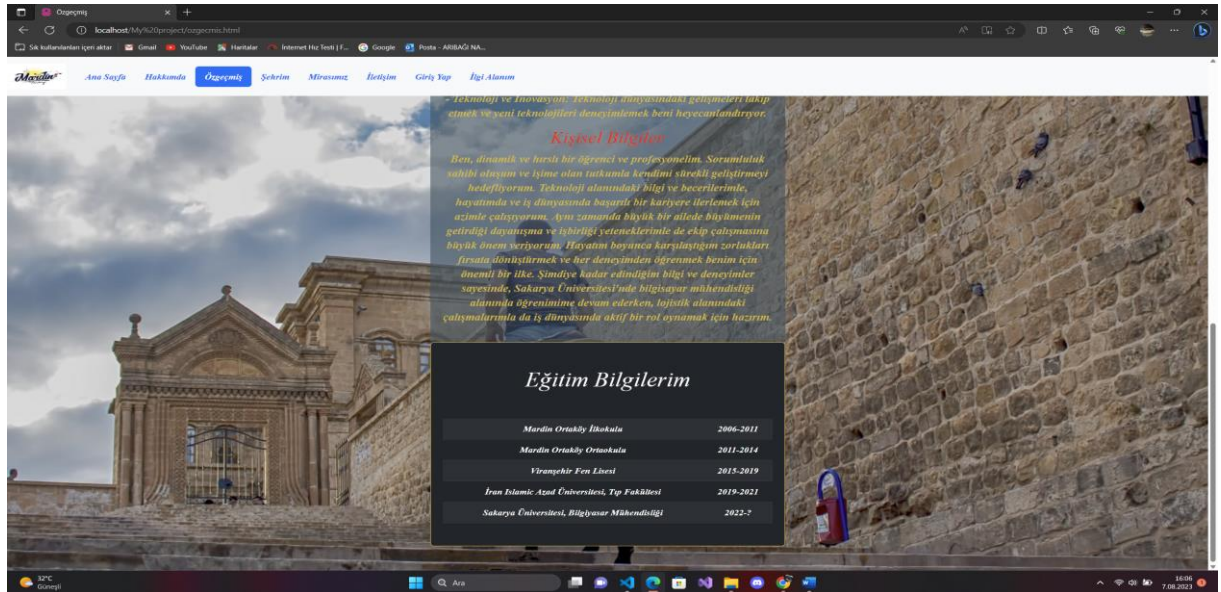 Özgeçmiş
localhost/My%20project/ozgecmis.html
Sık kullanılanları içeri aktar
Gmail
YouTube
Haritalar
İnternet Hız Testi | F...
Google
Posta - ARIBAĞI NA...
Mardin
Ana Sayfa
Hakkımda
Özgeçmiş
Şehrim
Mirasımız
İletişim
Giriş Yap
İlgi Alanım
- Teknoloji ve İnovasyon: Teknoloji dünyasındaki gelişmeleri takip
etmek ve yeni teknolojileri deneyimlemek beni heyecanlandırıyor.
Kişisel Bilgiler
Ben, dinamik ve hırslı bir öğrenci ve profesyonelim. Sorumluluk
sahibi oluşum ve işime olan tutkumla kendimi sürekli geliştirmeyi
hedefliyorum. Teknoloji alanındaki bilgi ve becerilerimle,
hayatımda ve iş dünyasında başarılı bir kariyere ilerlemek için
azimle çalışıyorum. Aynı zamanda büyük bir ailede büyümenin
getirdiği dayanışma ve işbirliği yeteneklerimle de ekip çalışmasına
büyük önem veriyorum. Hayatım boyunca karşılaştığım zorlukları
fırsata dönüştürmek ve her deneyimden öğrenmek benim için
önemli bir ilke. Şimdiye kadar edindiğim bilgi ve deneyimler
sayesinde, Sakarya Üniversitesi'nde bilgisayar mühendisliği
alanında öğrenimime devam ederken, lojistik alanındaki
çalışmalarımla da iş dünyasında aktif bir rol oynamak için hazırım.
Eğitim Bilgilerim
Mardin Ortaköy İlkokulu 2006-2011
Mardin Ortaköy Ortaokulu 2011-2014
Viranşehir Fen Lisesi 2015-2019
İran Islamic Azad Üniversitesi, Tıp Fakültesi 2019-2021
Sakarya Üniversitesi, Bilgiyasar Mühendisliği 2022-?
32°C
Güneşli
Ara
16:06
7.08.2023